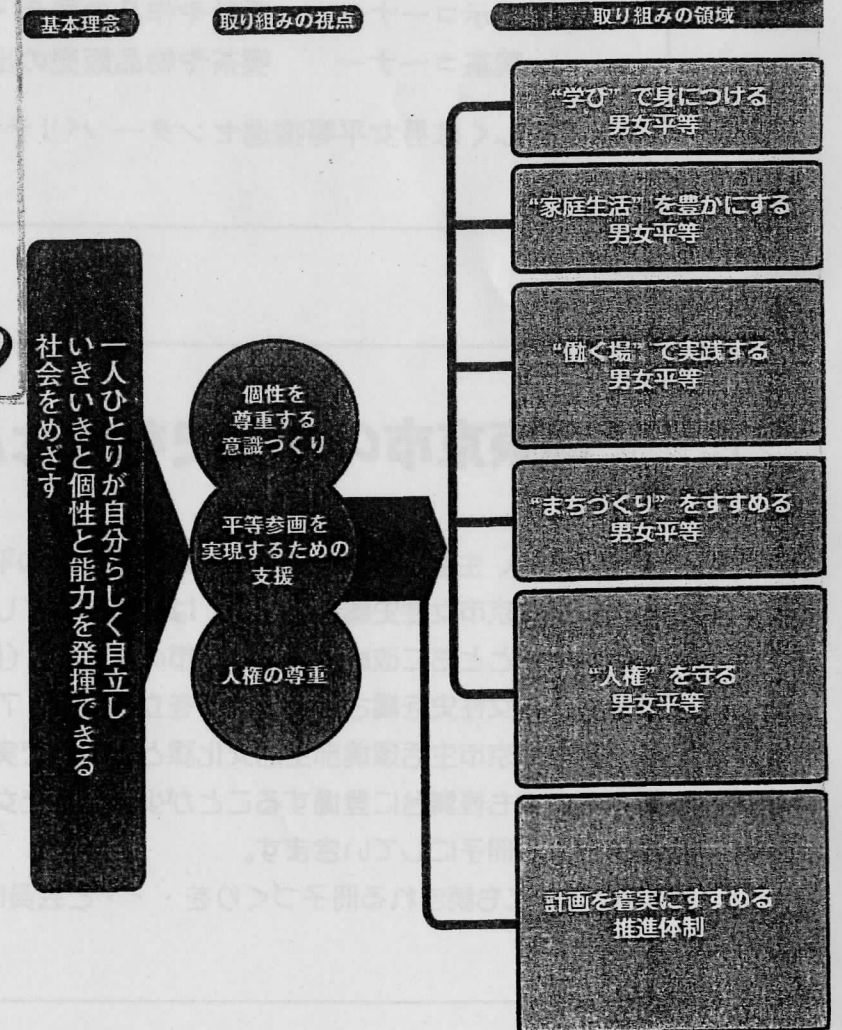 基本理念
取り組みの視点
取り組みの領域
一人ひとりが自分らしく自立し
いきいきと個性と能力を発揮できる
社会をめざす
個性を
尊重する
意識づくり
平等参画を
実現するための
支援
人権の尊重
“学び”で身につける
男女平等
“家庭生活”を豊かにする
男女平等
“働く場”で実践する
男女平等
“まちづくり”をすすめる
男女平等
“人権”を守る
男女平等
計画を着実にすすめる
推進体制